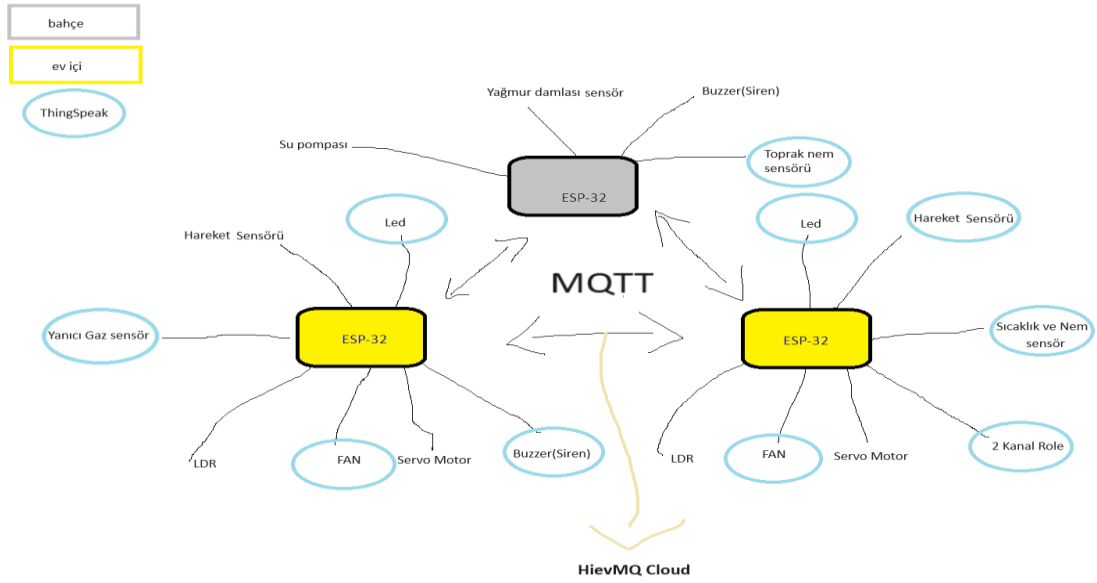 bahçe
ev içi
ThingSpeak
Yağmur damlası sensör
Buzzer(Siren)
Su pompası
Toprak nem
sensörü
ESP-32
Led
Hareket Sensörü
Led
Hareket Sensörü
MQTT
Yanıcı Gaz sensör
ESP-32
ESP-32
Sıcaklık ve Nem
sensör
LDR
FAN
Servo Motor
Buzzer(Siren)
LDR
FAN
Servo Motor
2 Kanal Role
HievMQ Cloud